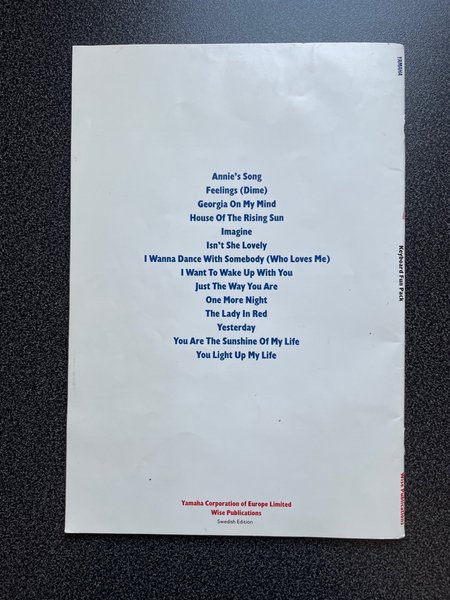 Annie's Song
Feelings (Dime)
Georgia On My Mind
House Of The Rising Sun
Imagine
Isn't She Lovely
I Wanna Dance With Somebody (Who Loves Me)
I Want To Wake Up With You
Just The Way You Are
One More Night
The Lady In Red
Yesterday
You Are The Sunshine Of My Life
You Light Up My Life
Yamaha Corporation of Europe Limited
Wise Publications
Swedish Edition
Keyboard Fun Pack
Wise Publications